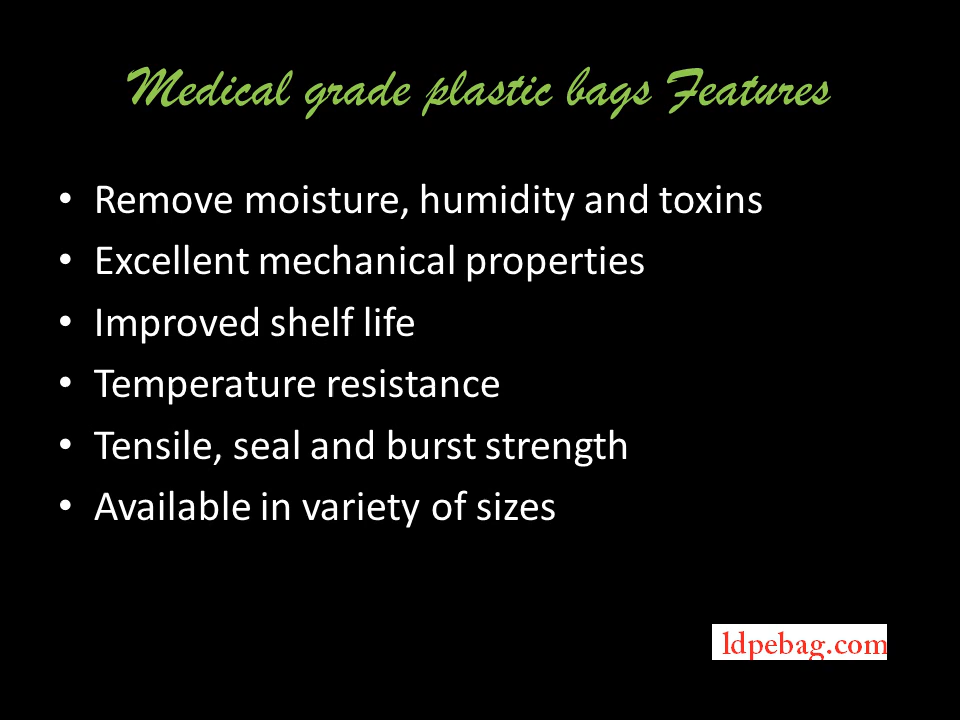 Medical grade plastic bags Features
• Remove moisture, humidity and toxins
• Excellent mechanical properties
• Improved shelf life
• Temperature resistance
• Tensile, seal and burst strength
• Available in variety of sizes
ldpebag.com